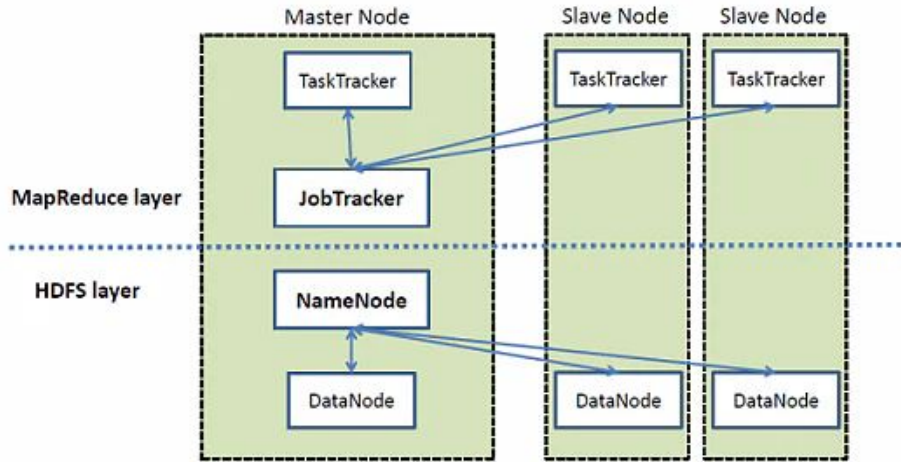 Master Node
Slave Node
Slave Node
TaskTracker
TaskTracker
TaskTracker
MapReduce layer
JobTracker
HDFS layer
NameNode
DataNode
DataNode
DataNode